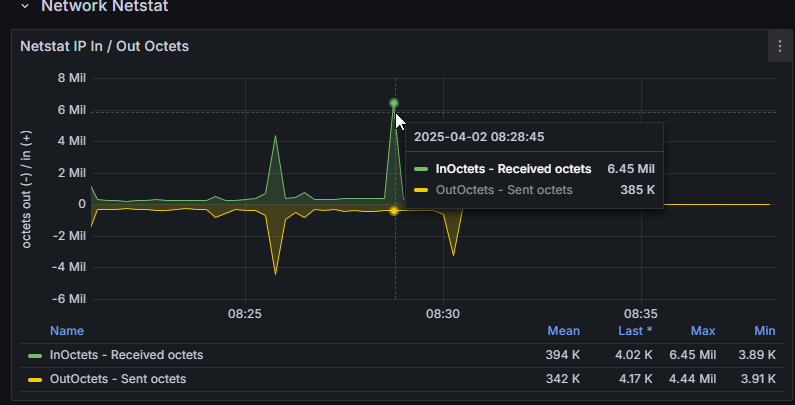 Network Netstat
Netstat IP In / Out Octets
octets out (-) / in (+)
8 Mil
6 Mil
4 Mil
2 Mil
0
-2 Mil
-4 Mil
-6 Mil
08:25
08:30
08:35
2025-04-02 08:28:45
InOctets - Received octets 6.45 Mil
OutOctets - Sent octets 385 K
Name Mean Last * Max Min
InOctets - Received octets 394 K 4.02 K 6.45 Mil 3.89 K
OutOctets - Sent octets 342 K 4.17 K 4.44 Mil 3.91 K